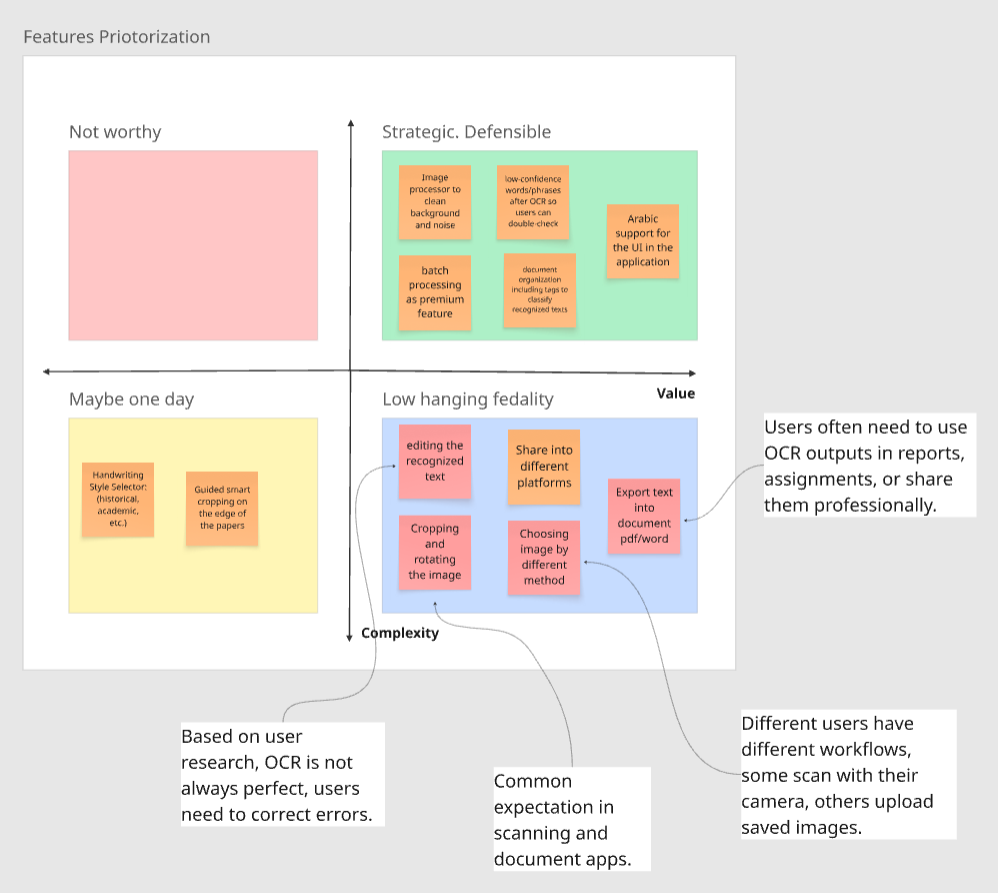 Features Priotorization
Not worthy
Strategic. Defensible
Image
processor to
clean
background
and noise
low-confidence
words/phrases
after OCR so
users can
double-check
Arabic
support for
the UI in the
application
batch
processing
as premium
feature
document
organization
including tags to
classify
recognized texts
Value
Maybe one day
Low hanging fedality
Handwriting
Style Selector:
(historical,
academic,
etc.)
Guided smart
cropping on
the edge of
the papers
editing the
recognized
text
Share into
different
platforms
Export text
into
document
pdf/word
Cropping
and
rotating
the image
Choosing
image by
different
method
Complexity
Users often need to use
OCR outputs in reports,
assignments, or share
them professionally.
Based on user
research, OCR is not
always perfect, users
need to correct errors.
Common
expectation in
scanning and
document apps.
Different users have
different workflows,
some scan with their
camera, others upload
saved images.